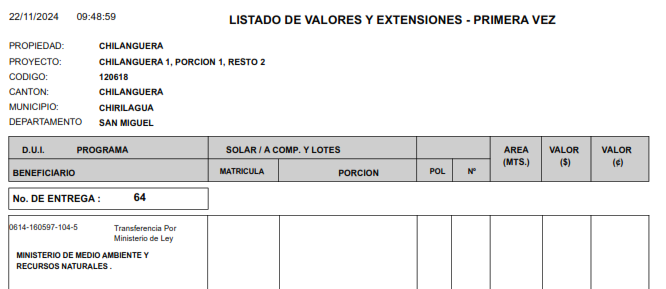 22/11/2024 09:48:59
LISTADO DE VALORES Y EXTENSIONES - PRIMERA VEZ
PROPIEDAD: CHILANGUERA
PROYECTO: CHILANGUERA 1, PORCION 1, RESTO 2
CODIGO: 120618
CANTON: CHILANGUERA
MUNICIPIO: CHIRILAGUA
DEPARTAMENTO SAN MIGUEL
D.U.I. PROGRAMA SOLAR / A COMP. Y LOTES AREA VALOR VALOR
(MTS.) ($) (¢)
BENEFICIARIO MATRICULA PORCION POL Nº
No. DE ENTREGA : 64
0614-160597-104-5 Transferencia Por
Ministerio de Ley
MINISTERIO DE MEDIO AMBIENTE Y
RECURSOS NATURALES .